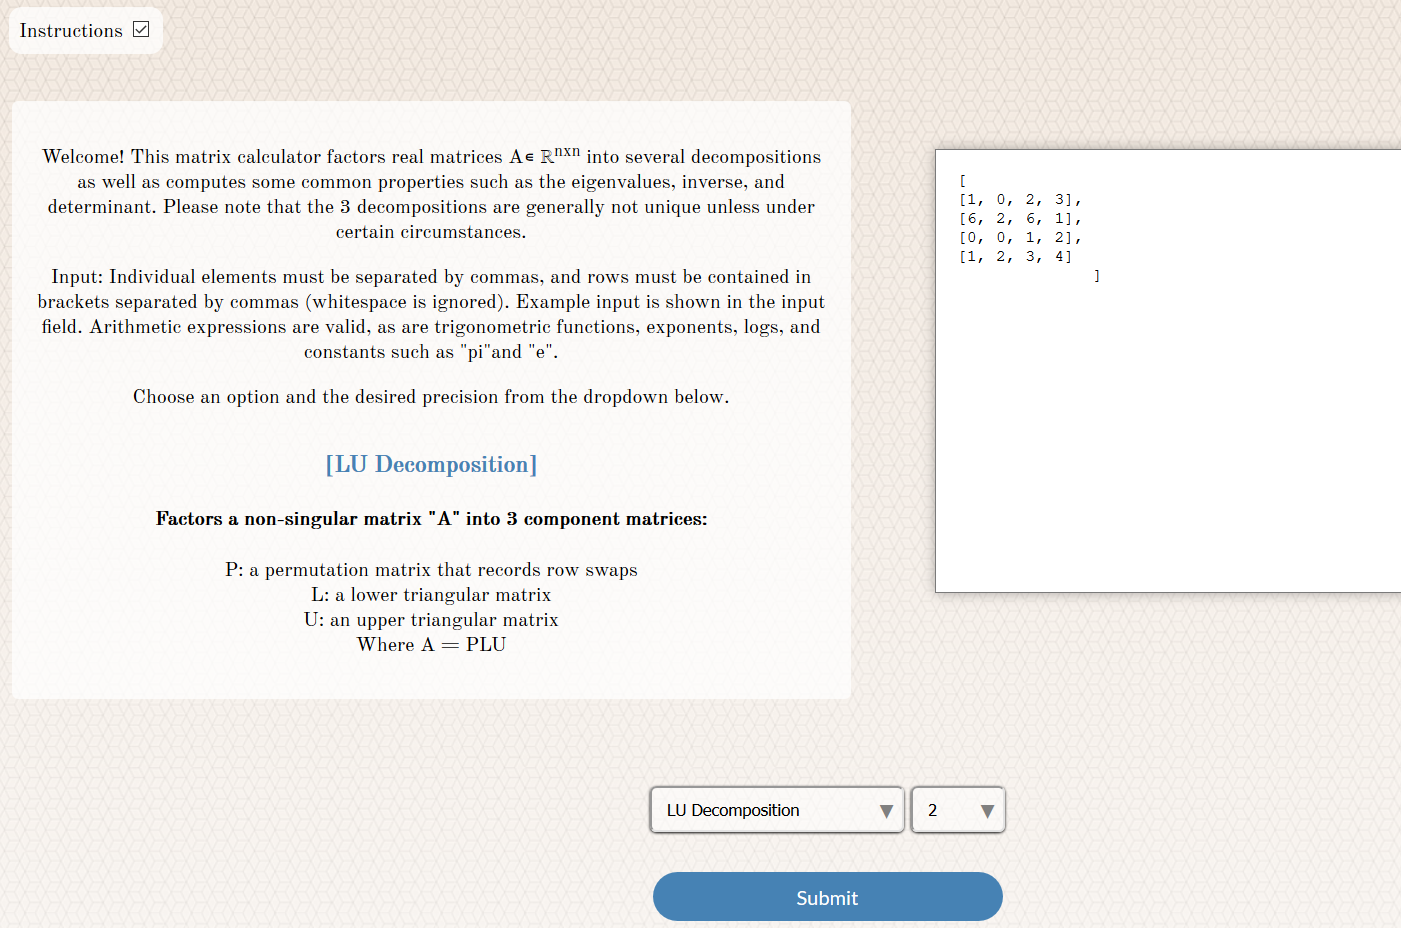 Instructions
Welcome! This matrix calculator factors real matrices A∊ ℝnxn into several decompositions
as well as computes some common properties such as the eigenvalues, inverse, and
determinant. Please note that the 3 decompositions are generally not unique unless under
certain circumstances.
Input: Individual elements must be separated by commas, and rows must be contained in
brackets separated by commas (whitespace is ignored). Example input is shown in the input
field. Arithmetic expressions are valid, as are trigonometric functions, exponents, logs, and
constants such as "pi"and "e".
Choose an option and the desired precision from the dropdown below.
[LU Decomposition]
Factors a non-singular matrix "A" into 3 component matrices:
P: a permutation matrix that records row swaps
L: a lower triangular matrix
U: an upper triangular matrix
Where A = PLU
[
[1, 0, 2, 3],
[6, 2, 6, 1],
[0, 0, 1, 2],
[1, 2, 3, 4]
]
LU Decomposition
2
Submit